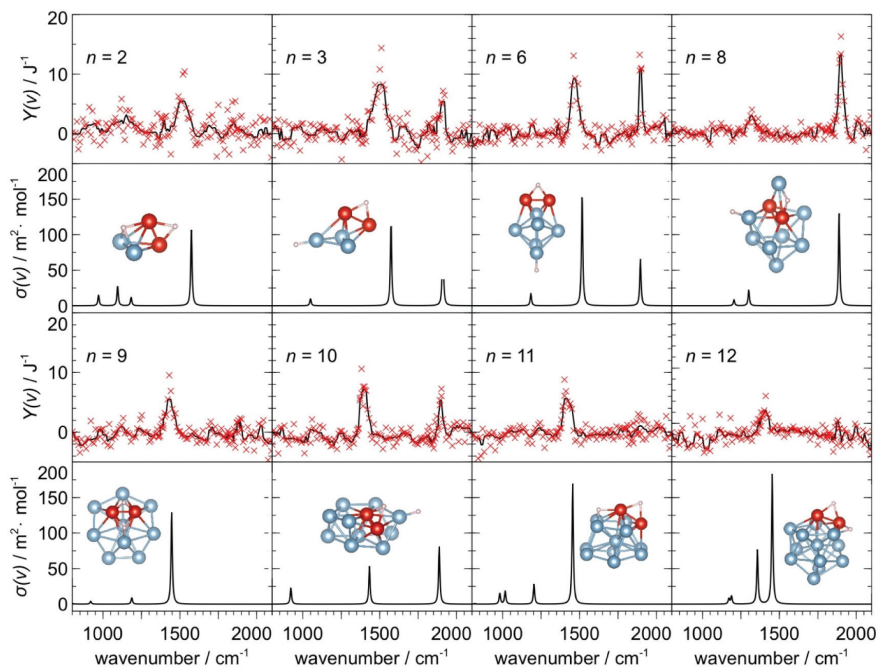 20
10
0
Y(ν) / J⁻¹
n = 2
n = 3
n = 6
n = 8
200
150
100
50
0
σ(ν) / m²· mol⁻¹
20
10
0
Y(ν) / J⁻¹
n = 9
n = 10
n = 11
n = 12
200
150
100
50
0
σ(ν) / m²· mol⁻¹
1000 1500 2000 1000 1500 2000 1000 1500 2000 1000 1500 2000
wavenumber / cm⁻¹ wavenumber / cm⁻¹ wavenumber / cm⁻¹ wavenumber / cm⁻¹